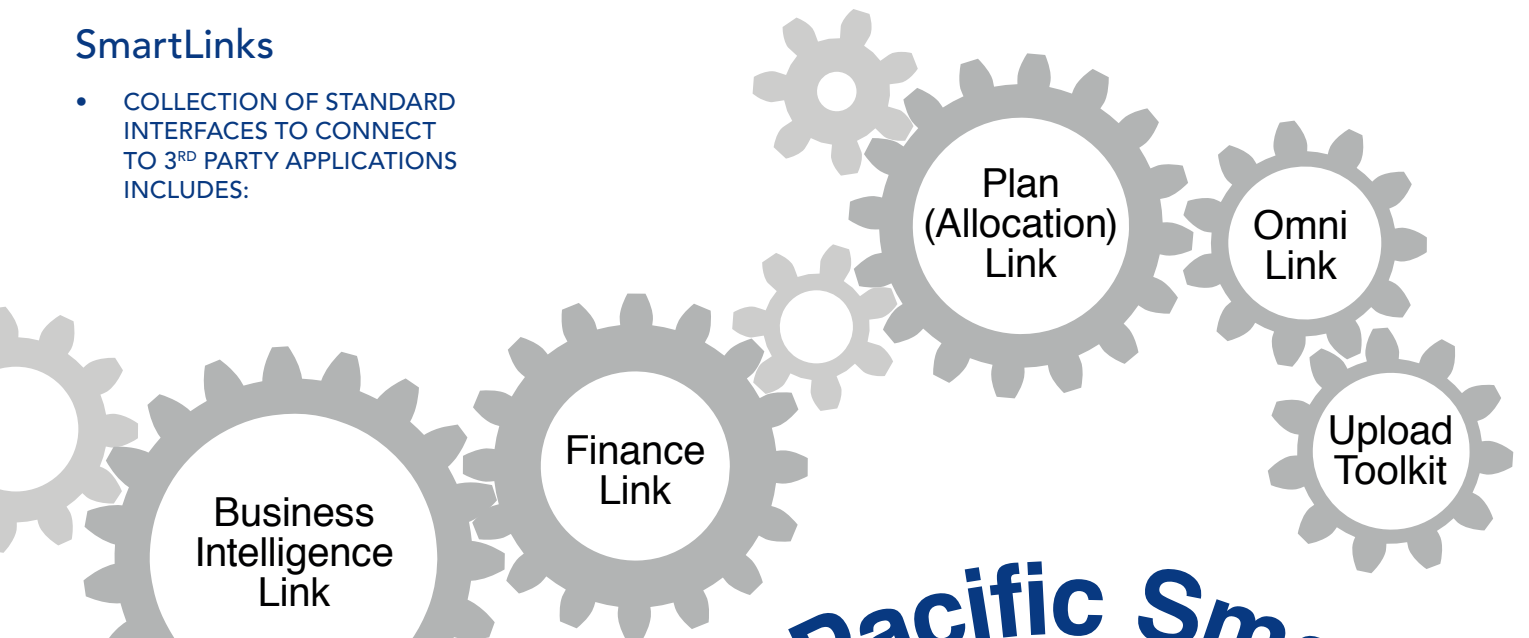 SmartLinks
• COLLECTION OF STANDARD
INTERFACES TO CONNECT
TO 3RD PARTY APPLICATIONS
INCLUDES:
Plan
(Allocation)
Link
Omni
Link
Upload
Toolkit
Finance
Link
Business
Intelligence
Link
Pacific Sm